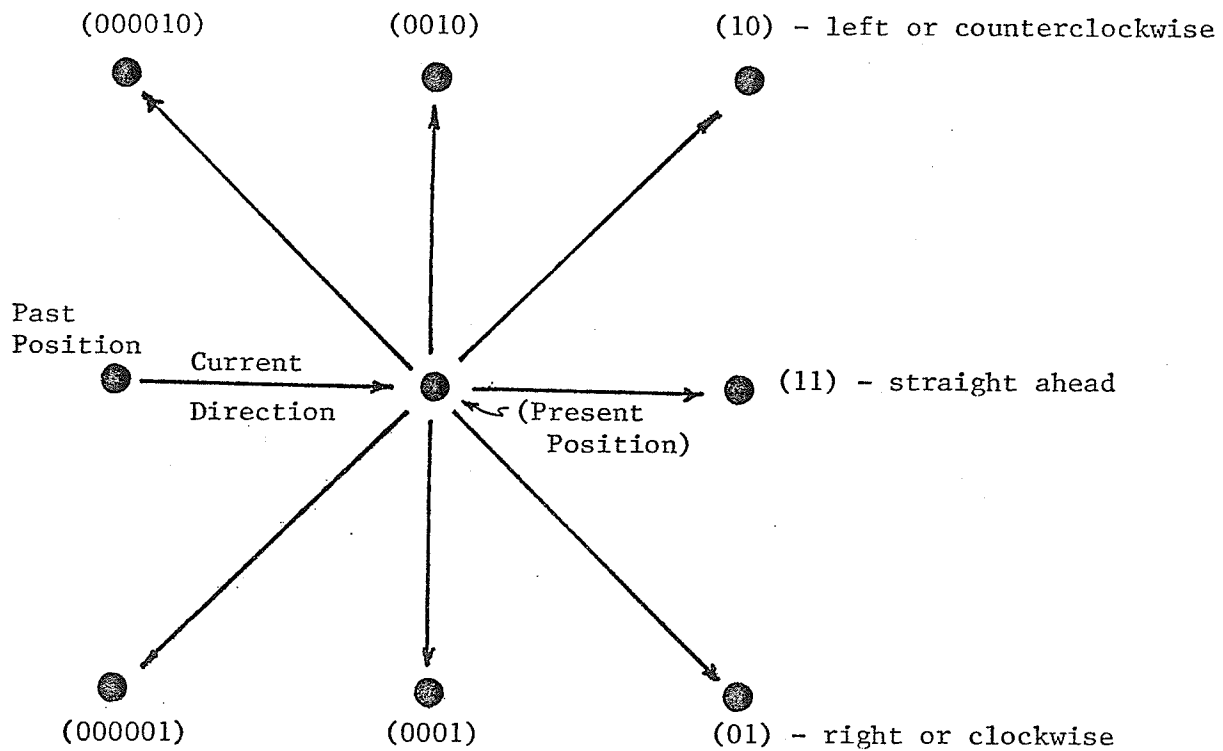 (000010)
(0010)
(10) - left or counterclockwise
Past
Position
Current
Direction
(Present
Position)
(11) - straight ahead
(000001)
(0001)
(01) - right or clockwise